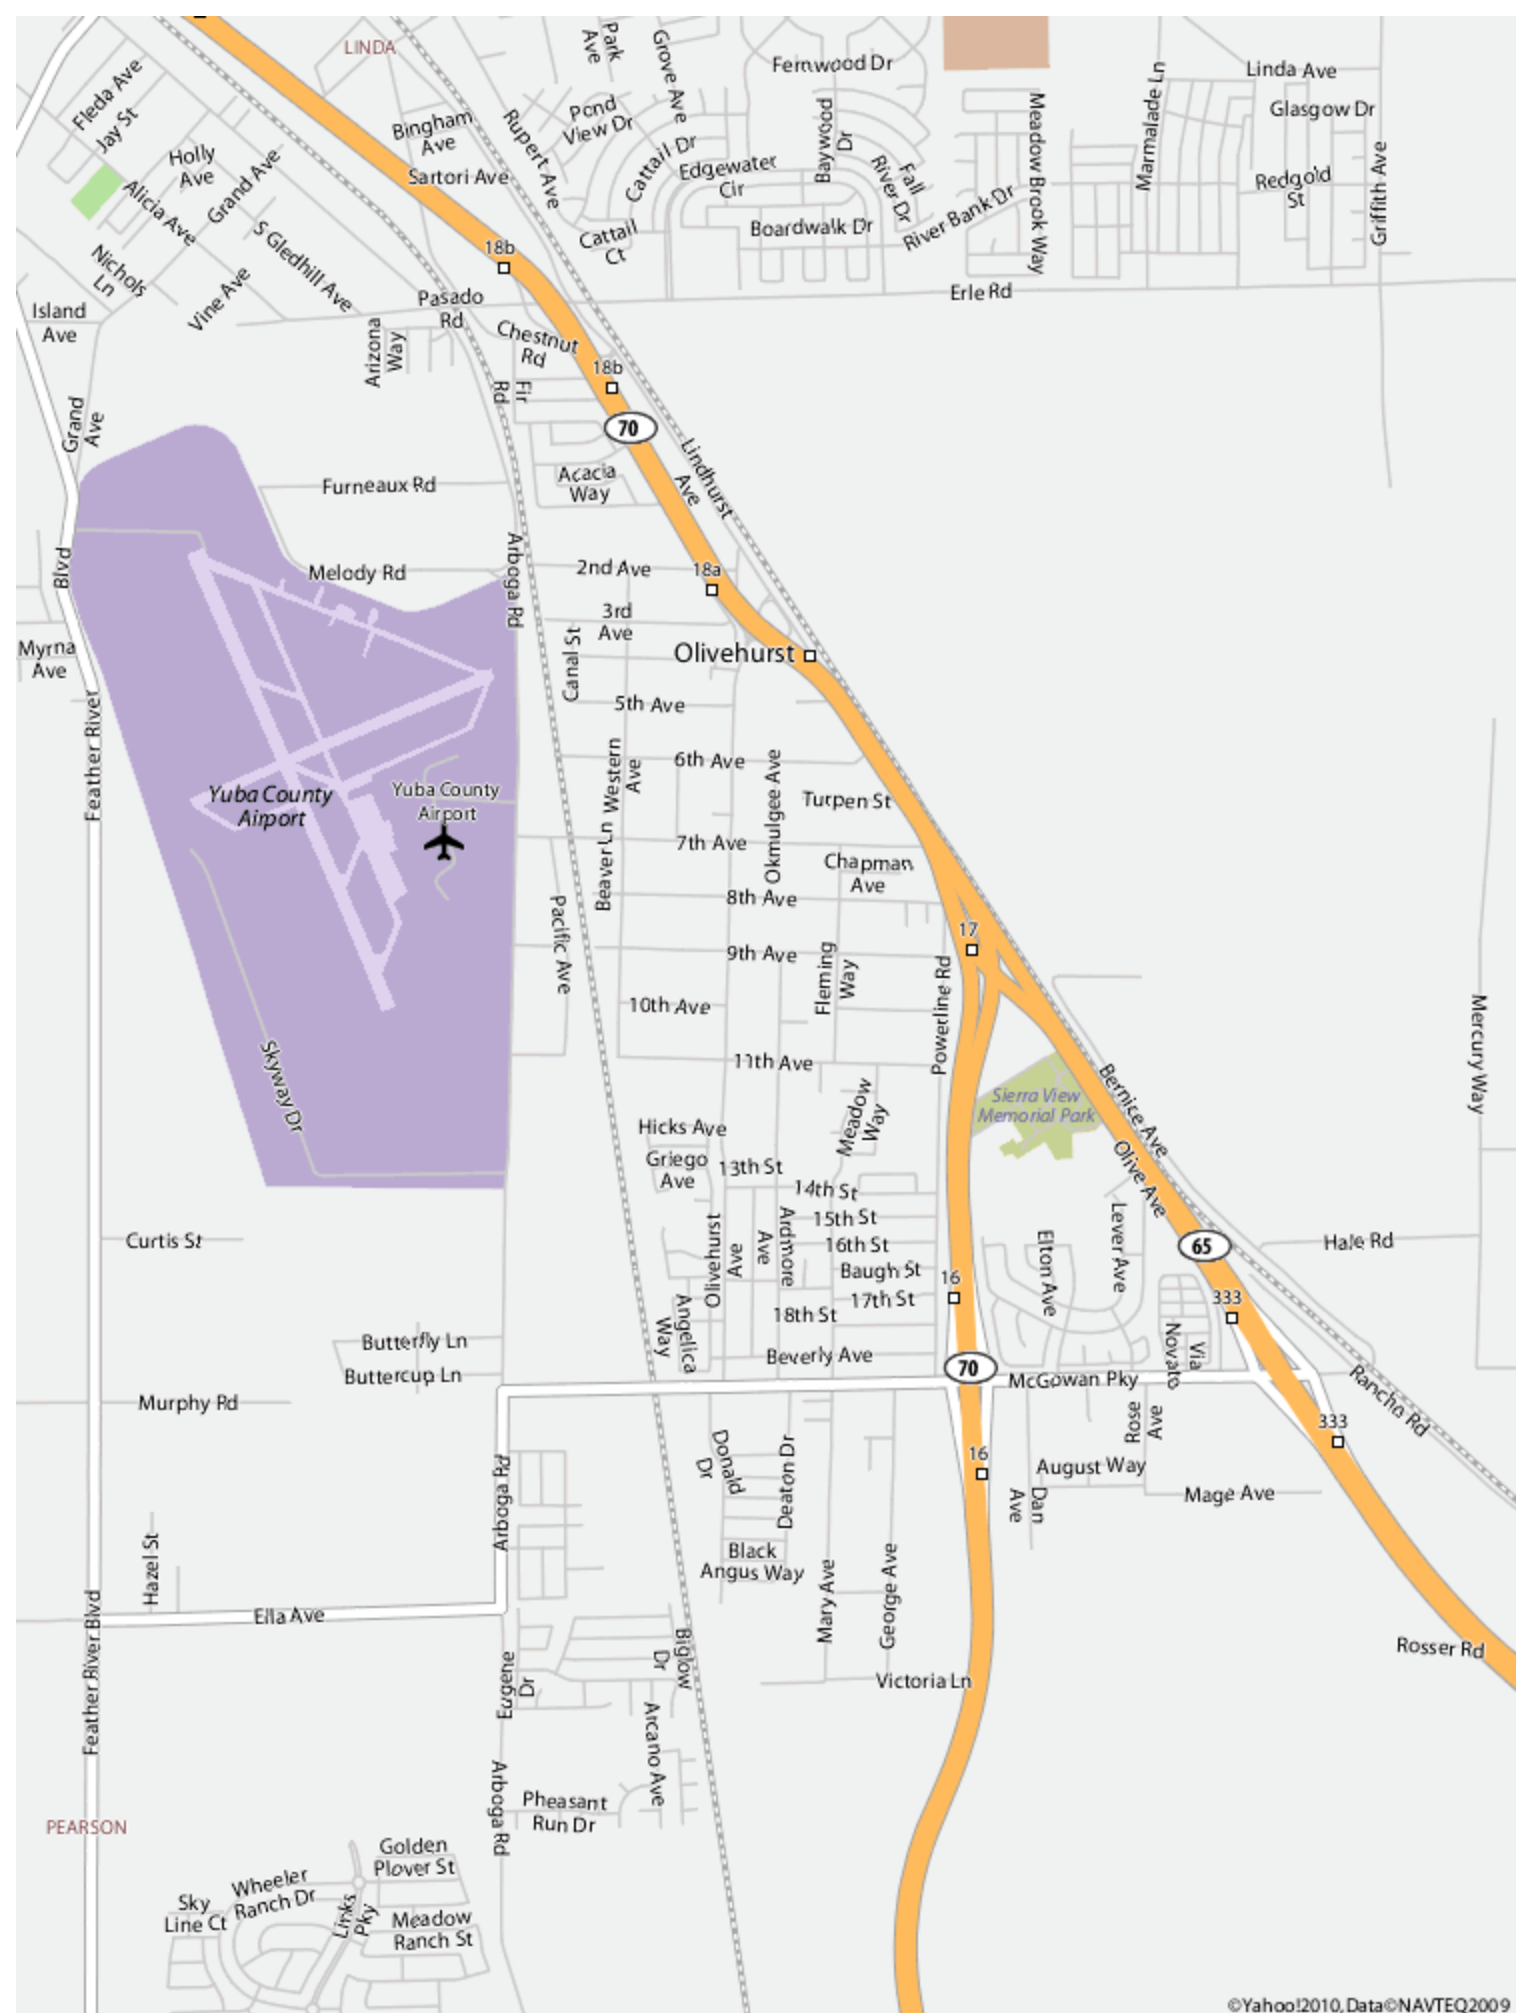 LINDA
Park
Ave
Grove Ave
Fernwood Dr
Linda Ave
Glasgow Dr
Marmalade Ln
Fleda Ave
Jay St
Bingham
Ave
Rupert Ave
Pond
View Dr
Cattail Dr
Edgewater
Cir
Baywood
Dr
Fall
River Dr
Meadow Brook Way
Griffith Ave
Redgold
St
Holly
Ave
Grand Ave
Alicia Ave
Sartori Ave
River Bank Dr
Boardwalk Dr
Cattail
Ct
S Gledhill Ave
18b
Nichols
Ln
Vine Ave
Island
Ave
Pasado
Rd
Erle Rd
Arizona
Way
Chestnut
Rd
18b
Fir
Rd
Grand
Ave
70
Lindhurst
Ave
Furneaux Rd
Acacia
Way
Blvd
Melody Rd
Arboga Rd
2nd Ave
18a
3rd
Ave
Myrna
Ave
Canal St
Olivehurst
5th Ave
Feather River
6th Ave
Western
Ave
Okmulgee Ave
Turpen St
Yuba County
Airport
Yuba County
Airport
Beaver Ln
7th Ave
Chapman
Ave
8th Ave
Pacific Ave
17
9th Ave
Fleming
Way
Powerline Rd
10th Ave
Mercury Way
11th Ave
Skyway Dr
Sierra View
Memorial Park
Bernice Ave
Meadow
Way
Hicks Ave
Griego
Ave
13th St
14th St
Olive Ave
15th St
Curtis St
Olivehurst
Ave
Ave
Ardmore
16th St
Elton Ave
Lever Ave
65
Hale Rd
Baugh St
16
17th St
333
18th St
Angelica
Way
Butterfly Ln
Beverly Ave
Via
Novato
Buttercup Ln
70
McGowan Pky
Rancho Rd
Murphy Rd
Rose
Ave
333
Donald
Dr
Deaton Dr
16
August Way
Arboga Rd
Dan
Ave
Mage Ave
Hazel St
Black
Angus Way
Mary Ave
George Ave
Ella Ave
Feather River Blvd
Biglow
Dr
Rosser Rd
Eugene
Dr
Victoria Ln
Arcano Ave
Arboga Rd
Pheasant
Run Dr
PEARSON
Golden
Plover St
Wheeler
Ranch Dr
Sky
Line Ct
Links
Pky
Meadow
Ranch St
©Yahoo!2010, Data©NAVTEQ2009